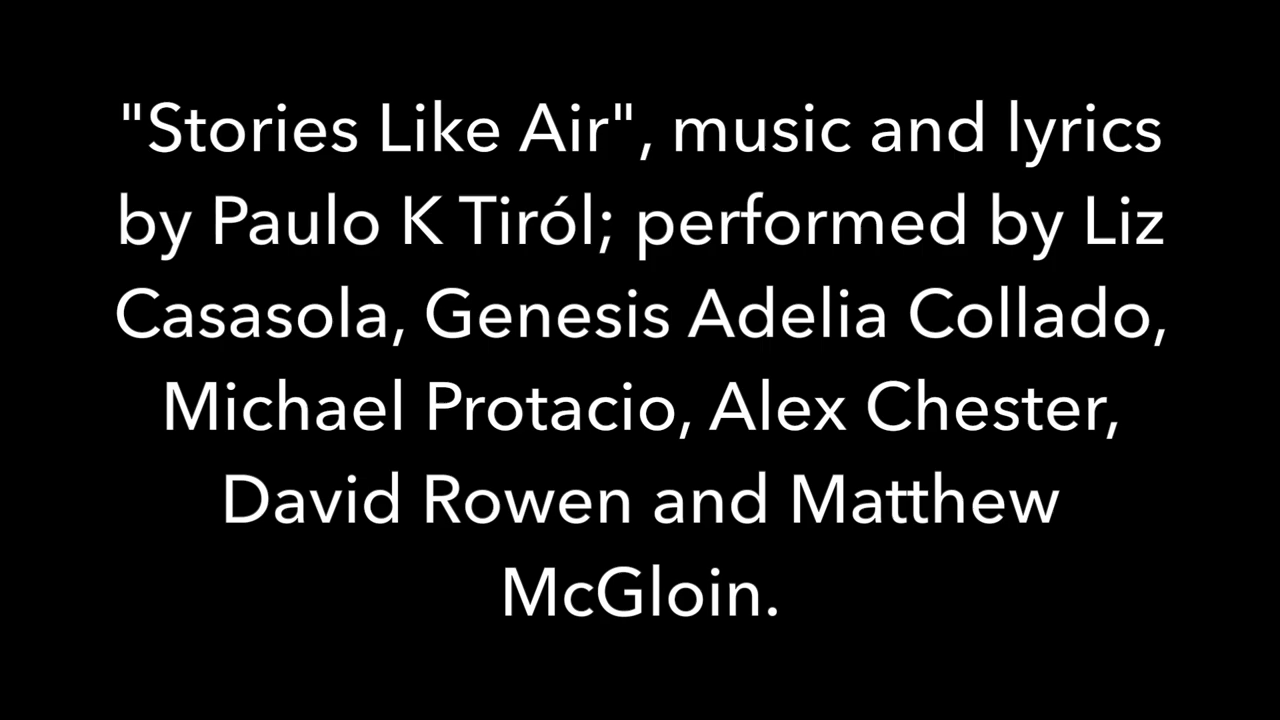 "Stories Like Air", music and lyrics
by Paulo K Tiról; performed by Liz
Casasola, Genesis Adelia Collado,
Michael Protacio, Alex Chester,
David Rowen and Matthew
McGloin.